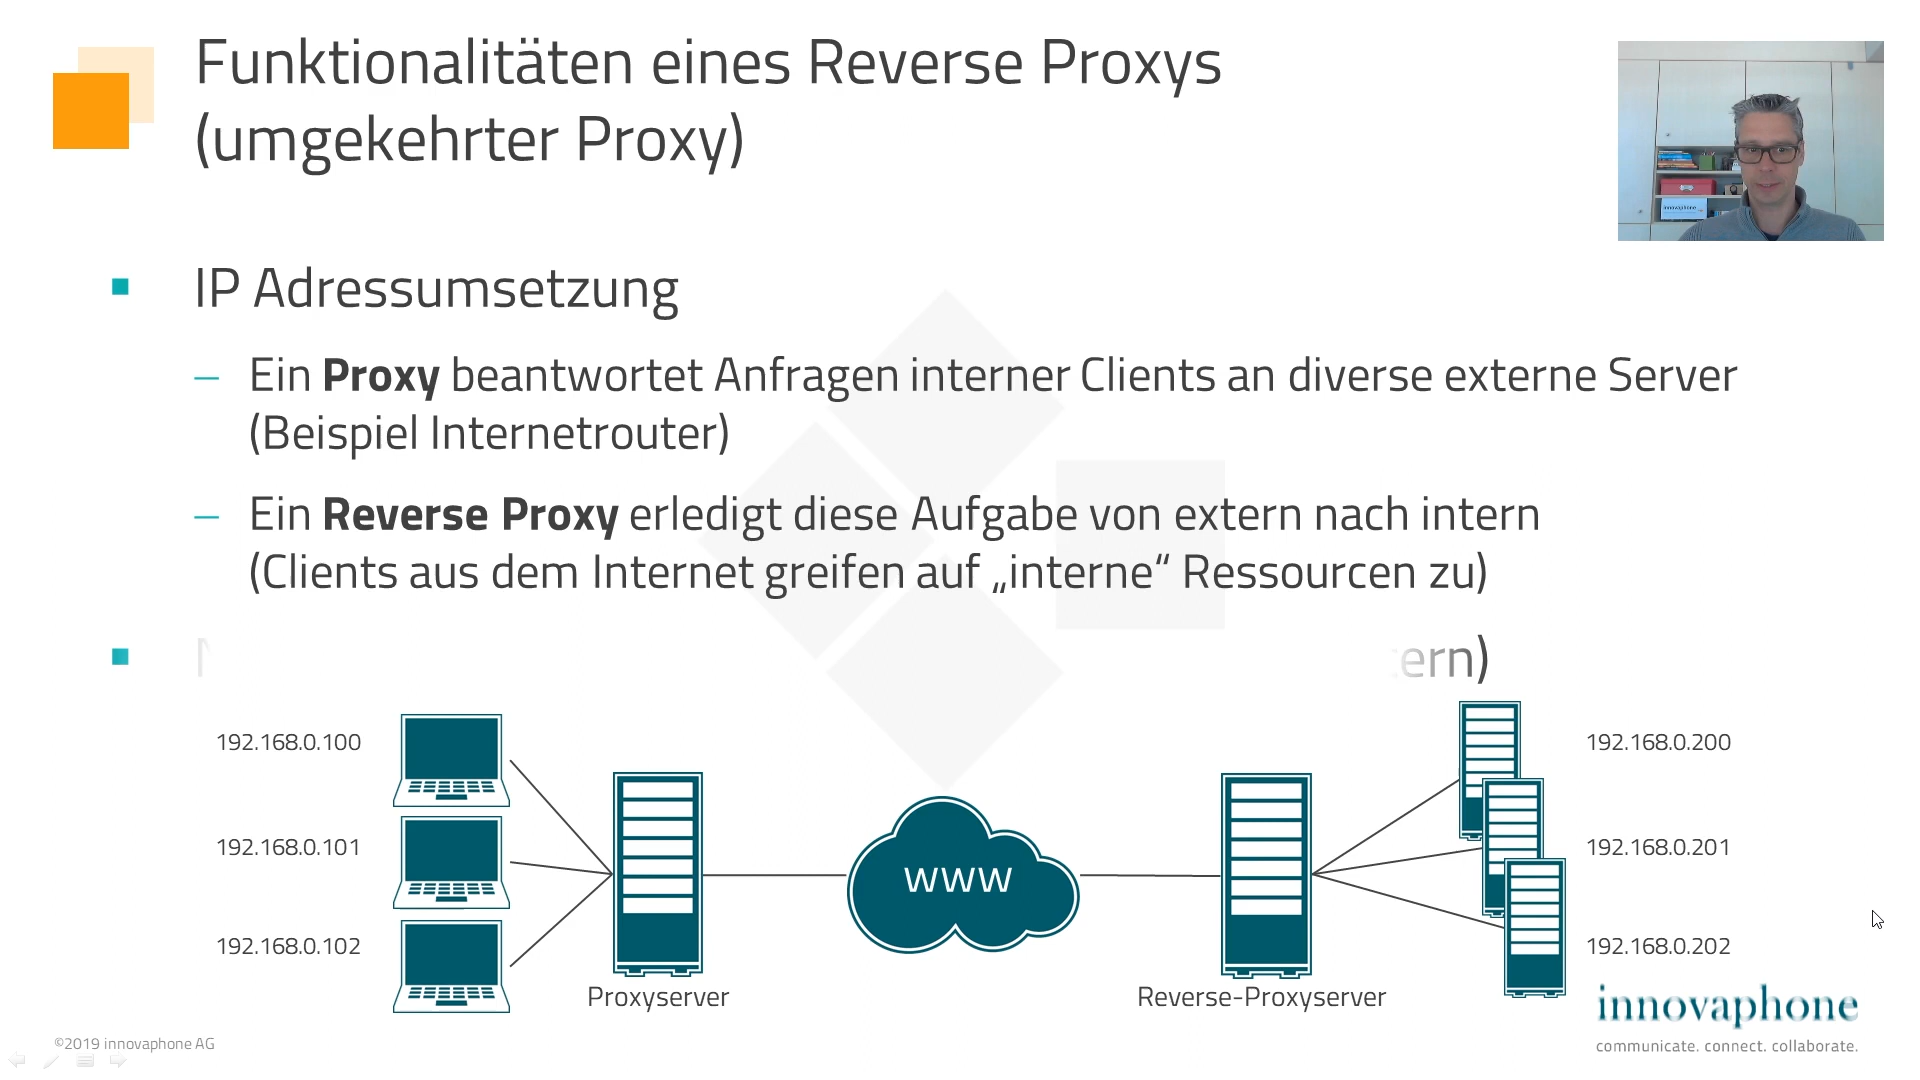 Funktionalitäten eines Reverse Proxys
(umgekehrter Proxy)
innovaphone
IP Adressumsetzung
– Ein Proxy beantwortet Anfragen interner Clients an diverse externe Server
(Beispiel Internetrouter)
– Ein Reverse Proxy erledigt diese Aufgabe von extern nach intern
(Clients aus dem Internet greifen auf „interne“ Ressourcen zu)
192.168.0.100
192.168.0.200
192.168.0.101
www
192.168.0.201
192.168.0.102
192.168.0.202
Proxyserver
Reverse-Proxyserver
innovaphone
communicate. connect. collaborate.
©2019 innovaphone AG